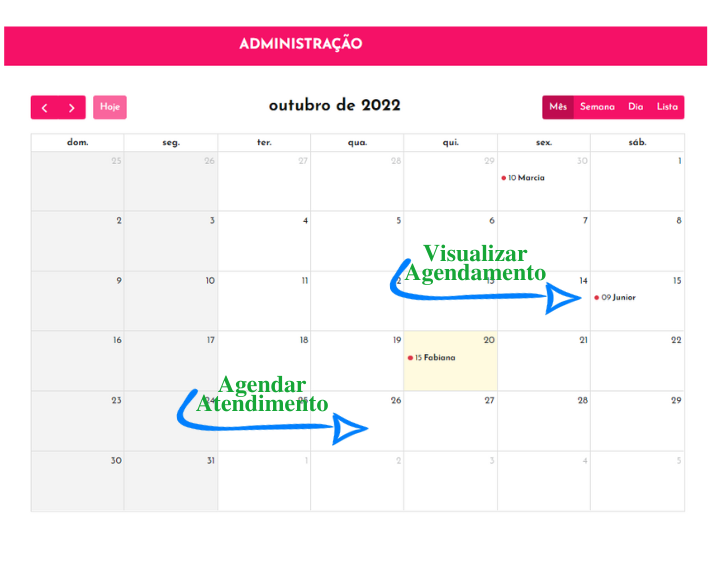 ADMINISTRAÇÃO
Hoje
outubro de 2022
Mês Semana Dia Lista
dom. seg. ter. qua. qui. sex. sáb.
25 26 27 28 29 30 1
10 Marcia
2 3 4 5 6 7 8
Visualizar
Agendamento
9 10 11 12 13 14 15
09 Junior
16 17 18 19 20 21 22
15 Fabiana
Agendar
Atendimento
23 24 25 26 27 28 29
30 31 1 2 3 4 5